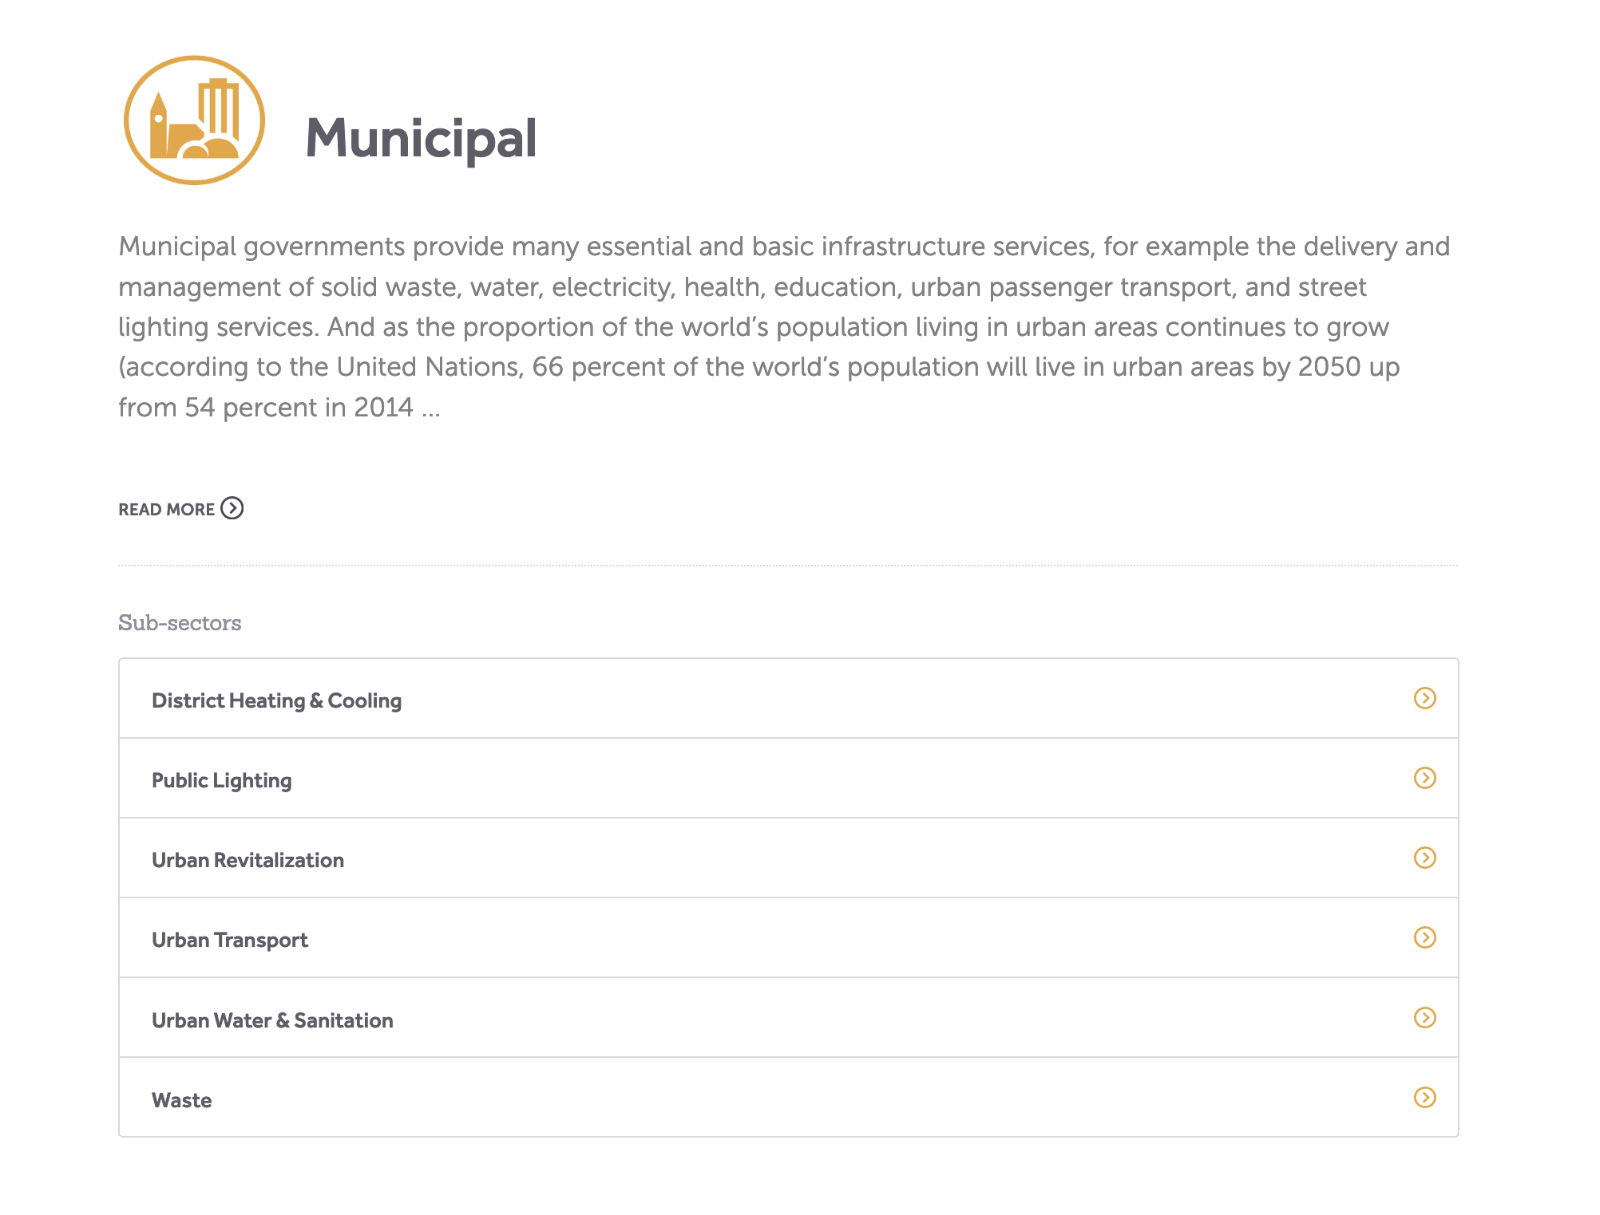 Municipal
Municipal governments provide many essential and basic infrastructure services, for example the delivery and
management of solid waste, water, electricity, health, education, urban passenger transport, and street
lighting services. And as the proportion of the world’s population living in urban areas continues to grow
(according to the United Nations, 66 percent of the world’s population will live in urban areas by 2050 up
from 54 percent in 2014 ...
READ MORE
Sub-sectors
District Heating & Cooling
Public Lighting
Urban Revitalization
Urban Transport
Urban Water & Sanitation
Waste